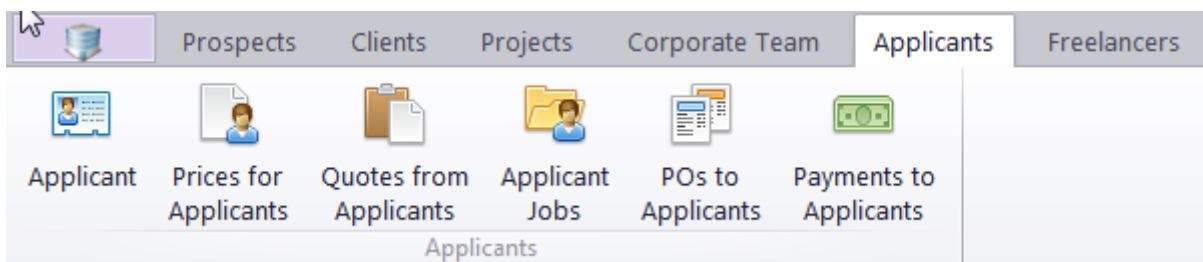 Prospects Clients Projects Corporate Team Applicants Freelancers
Applicant Prices for Quotes from Applicant POs to Payments to
Applicants Applicants Jobs Applicants Applicants
Applicants